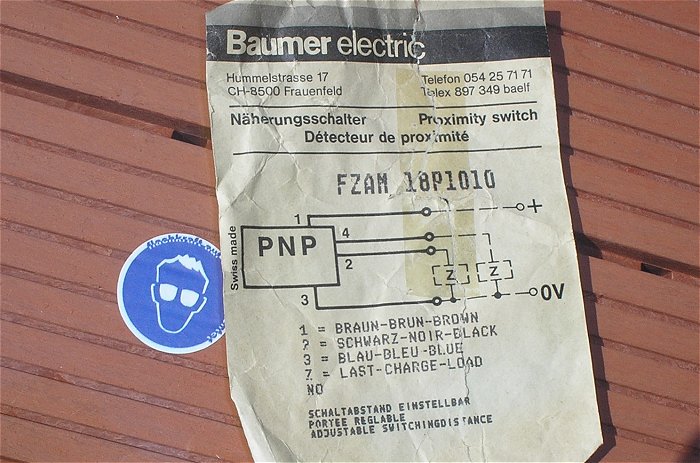 Baumer electric
Hummelstrasse 17 Telefon 054 25 71 71
CH-8500 Frauenfeld Telex 897 349 baelf
Näherungsschalter Proximity switch
Détecteur de proximité
FZAM 18P1010
1 +
4
PNP
2
Z Z
3 0V
Swiss made
1 = BRAUN-BRUN-BROWN
2 = SCHWARZ-NOIR-BLACK
3 = BLAU-BLEU-BLUE
Z = LAST-CHARGE-LOAD
NO
SCHALTABSTAND EINSTELLBAR
PORTEE REGLABLE
ADJUSTABLE SWITCHINGDISTANCE